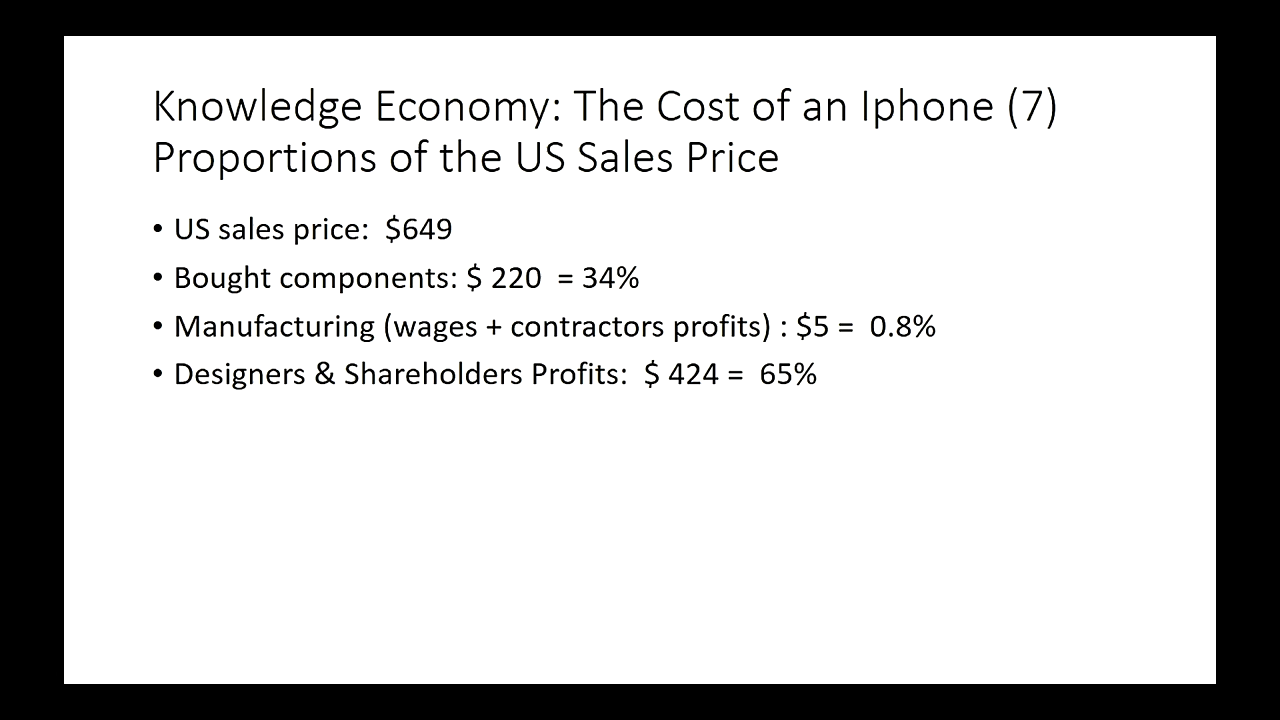 Knowledge Economy: The Cost of an Iphone (7)
Proportions of the US Sales Price
• US sales price:  $649
• Bought components: $ 220  = 34%
• Manufacturing (wages + contractors profits) : $5 =  0.8%
• Designers & Shareholders Profits:  $ 424 =  65%